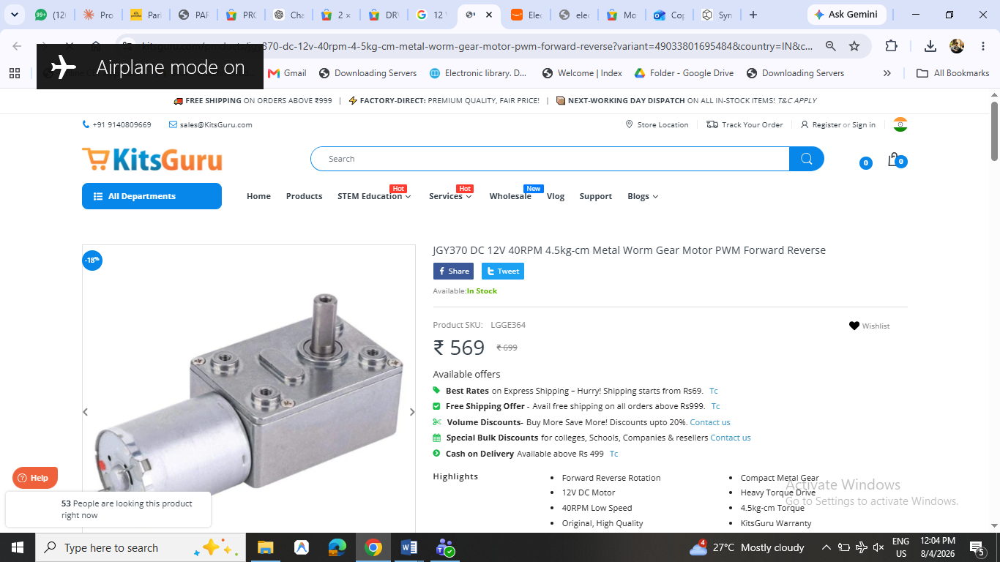 99+
(12(
Pro
Pari
PAF
PRO
Cha
2 ×
DRV
12 V
Elec
elec
Mo
Cop
Syn
Ask Gemini
kitsguru.com/products/jgy370-dc-12v-40rpm-4-5kg-cm-metal-worm-gear-motor-pwm-forward-reverse?variant=49033801695484&country=IN&c...
Airplane mode on
Gmail
Downloading Servers
Electronic library. D...
Welcome | Index
Folder - Google Drive
Downloading Servers
»
All Bookmarks
FREE SHIPPING ON ORDERS ABOVE ₹999 | FACTORY-DIRECT: PREMIUM QUALITY, FAIR PRICE! | NEXT-WORKING DAY DISPATCH ON ALL IN-STOCK ITEMS! T&C APPLY
+91 9140809669 sales@KitsGuru.com Store Location Track Your Order Register or Sign in
KitsGuru
Search
0
0
All Departments
Hot
Hot
New
Home Products STEM Education Services Wholesale Vlog Support Blogs
-18%
JGY370 DC 12V 40RPM 4.5kg-cm Metal Worm Gear Motor PWM Forward Reverse
Share Tweet
Available:In Stock
Product SKU: LGGE364
Wishlist
₹ 569 ₹ 699
Available offers
Best Rates on Express Shipping – Hurry! Shipping starts from Rs69. Tc
Free Shipping Offer - Avail free shipping on all orders above Rs999. Tc
Volume Discounts- Buy More Save More! Discounts upto 20%. Contact us
Special Bulk Discounts for colleges, Schools, Companies & resellers Contact us
Cash on Delivery Available above Rs 499 Tc
Highlights
Forward Reverse Rotation
12V DC Motor
40RPM Low Speed
Original, High Quality
Compact Metal Gear
Heavy Torque Drive
4.5kg-cm Torque
KitsGuru Warranty
Help
53 People are looking this product
right now
Activate Windows
Go to Settings to activate Windows.
Type here to search
4
27°C Mostly cloudy
ENG
US
12:04 PM
8/4/2026
5